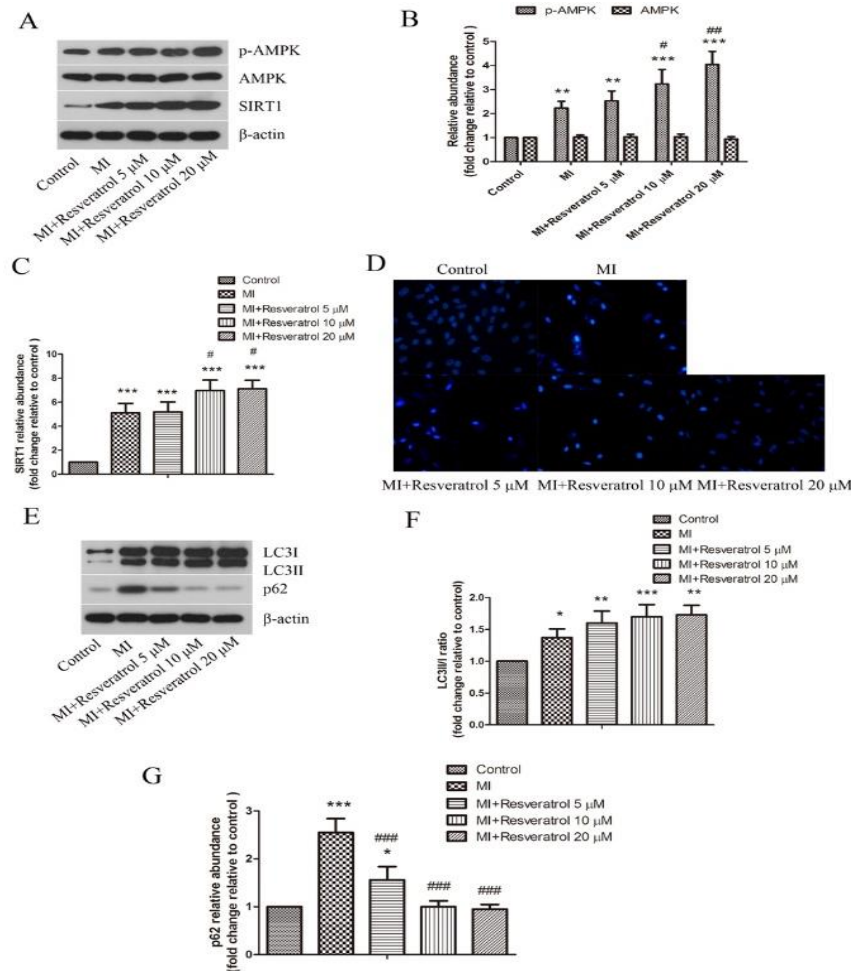 A
p-AMPK
AMPK
SIRT1
β-actin
Control
MI
MI+Resveratrol 5 μM
MI+Resveratrol 10 μM
MI+Resveratrol 20 μM
B
p-AMPK
AMPK
Relative abundance
(fold change relative to control )
5
4
3
2
1
0
**
**
#
***
##
***
Control
MI
MI+Resveratrol 5 μM
MI+Resveratrol 10 μM
MI+Resveratrol 20 μM
C
Control
MI
MI+Resveratrol 5 μM
MI+Resveratrol 10 μM
MI+Resveratrol 20 μM
SIRT1 relative abundance
(fold change relative to control )
10
8
6
4
2
0
***
***
#
***
#
***
D
Control
MI
MI+Resveratrol 5 μM
MI+Resveratrol 10 μM
MI+Resveratrol 20 μM
E
LC3I
LC3II
p62
β-actin
Control
MI
MI+Resveratrol 5 μM
MI+Resveratrol 10 μM
MI+Resveratrol 20 μM
F
Control
MI
MI+Resveratrol 5 μM
MI+Resveratrol 10 μM
MI+Resveratrol 20 μM
LC3II/I ratio
(fold change relative to control)
2.0
1.5
1.0
0.5
0.0
*
**
***
**
G
Control
MI
MI+Resveratrol 5 μM
MI+Resveratrol 10 μM
MI+Resveratrol 20 μM
p62 relative abundance
(fold change relative to control )
3
2
1
0
***
###
*
###
###